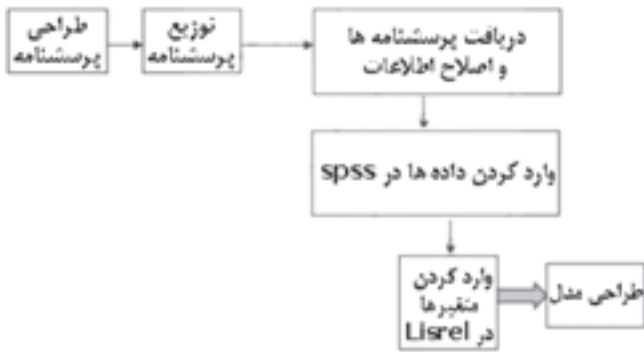 طراحی
پرسشنامه
توزیع
پرسشنامه
دریافت پرسشنامه ها
و اصلاح اطلاعات
وارد کردن داده ها در spss
وارد کردن
متغیرها
در Lisrel
طراحی مدل